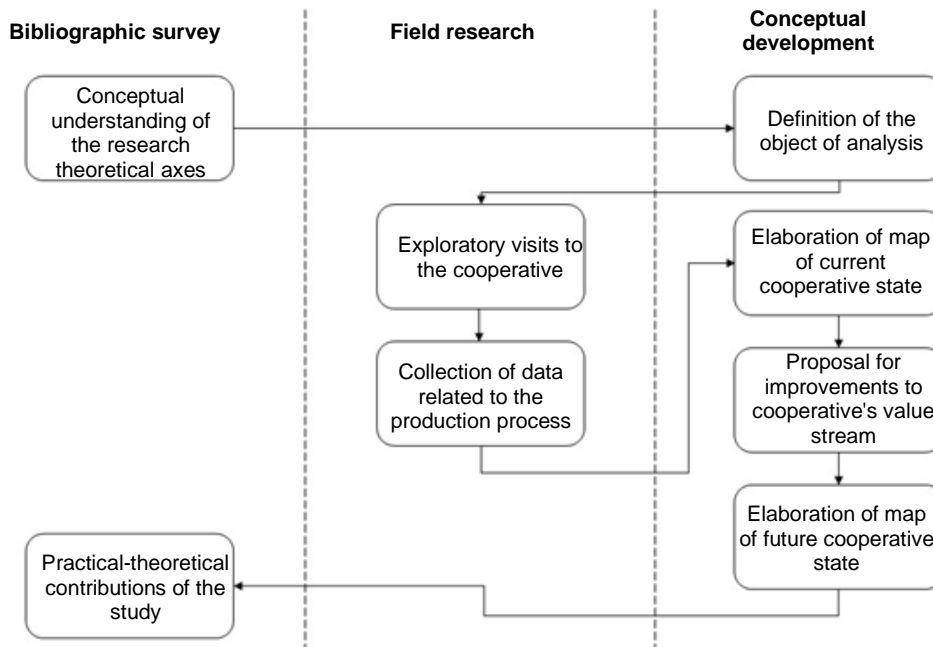 Bibliographic survey
Field research
Conceptual
development
Conceptual
understanding of
the research
theoretical axes
Definition of the
object of analysis
Exploratory visits to
the cooperative
Elaboration of map
of current
cooperative state
Collection of data
related to the
production process
Proposal for
improvements to
cooperative's value
stream
Elaboration of map
of future cooperative
state
Practical-theoretical
contributions of the
study